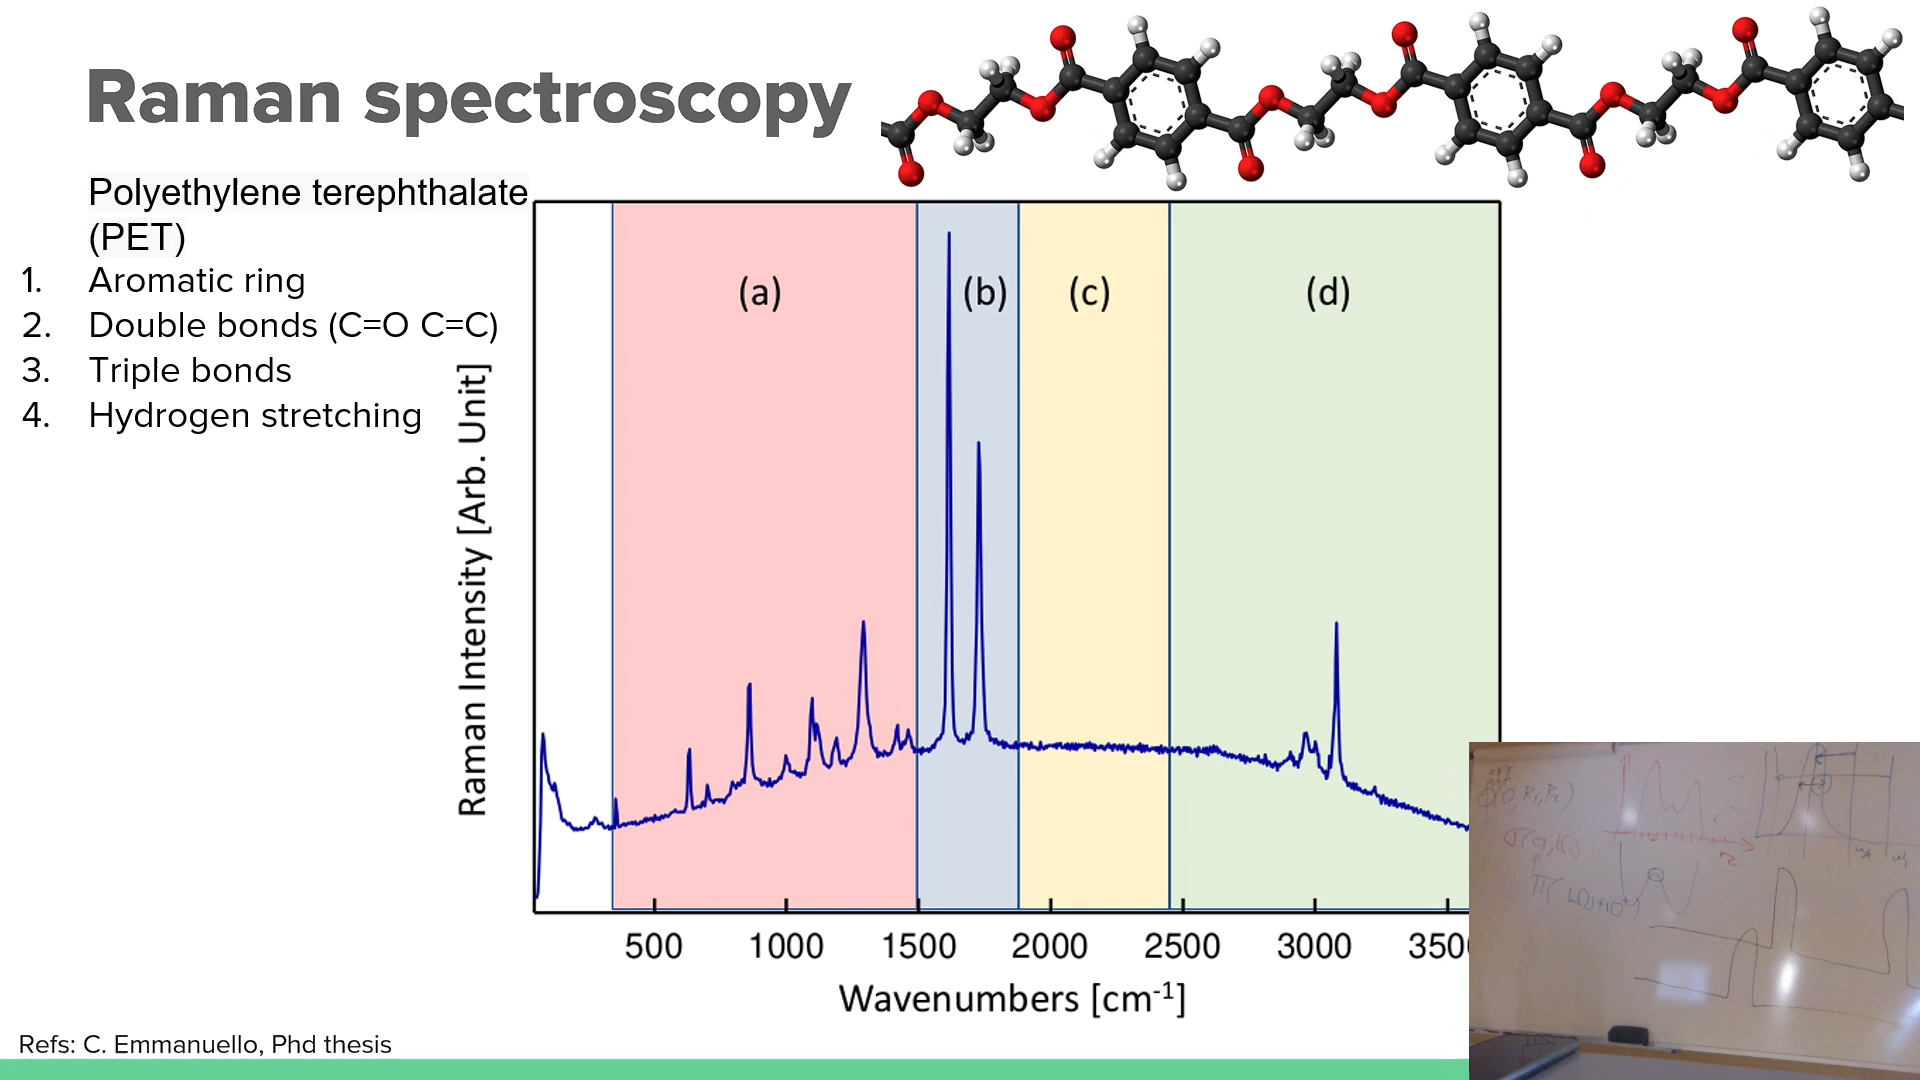 Raman spectroscopy
Polyethylene terephthalate
(PET)
1. Aromatic ring
2. Double bonds (C=O C=C)
3. Triple bonds
4. Hydrogen stretching
(a)
(b)
(c)
(d)
Raman Intensity [Arb. Unit]
500 1000 1500 2000 2500 3000 350
Wavenumbers [cm⁻¹]
Refs: C. Emmanuello, Phd thesis